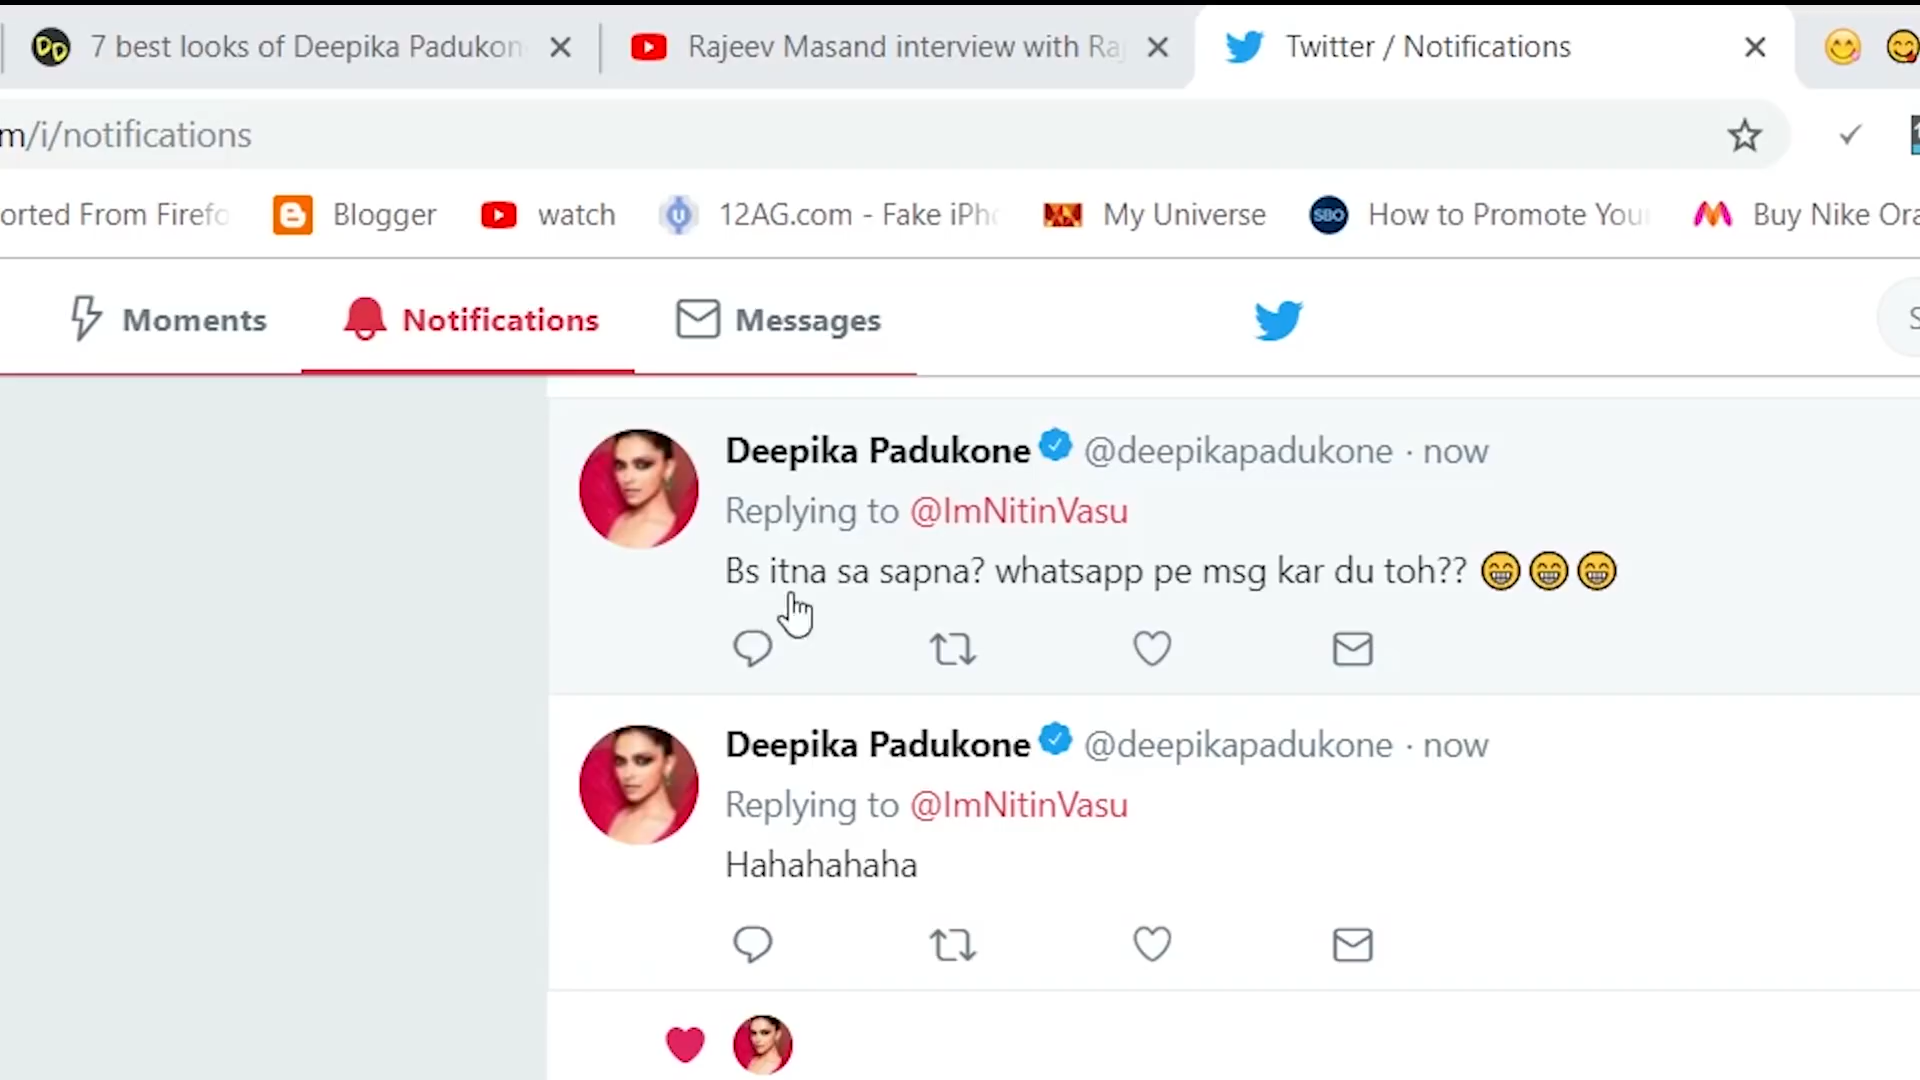 7 best looks of Deepika Padukon
Rajeev Masand interview with Raj
Twitter / Notifications
m/i/notifications
orted From Firefo
Blogger
watch
12AG.com - Fake iPho
My Universe
How to Promote You
Buy Nike Ora
Moments
Notifications
Messages
S
Deepika Padukone @deepikapadukone · now
Replying to @ImNitinVasu
Bs itna sa sapna? whatsapp pe msg kar du toh?? 😁😁😁
Deepika Padukone @deepikapadukone · now
Replying to @ImNitinVasu
Hahahahaha